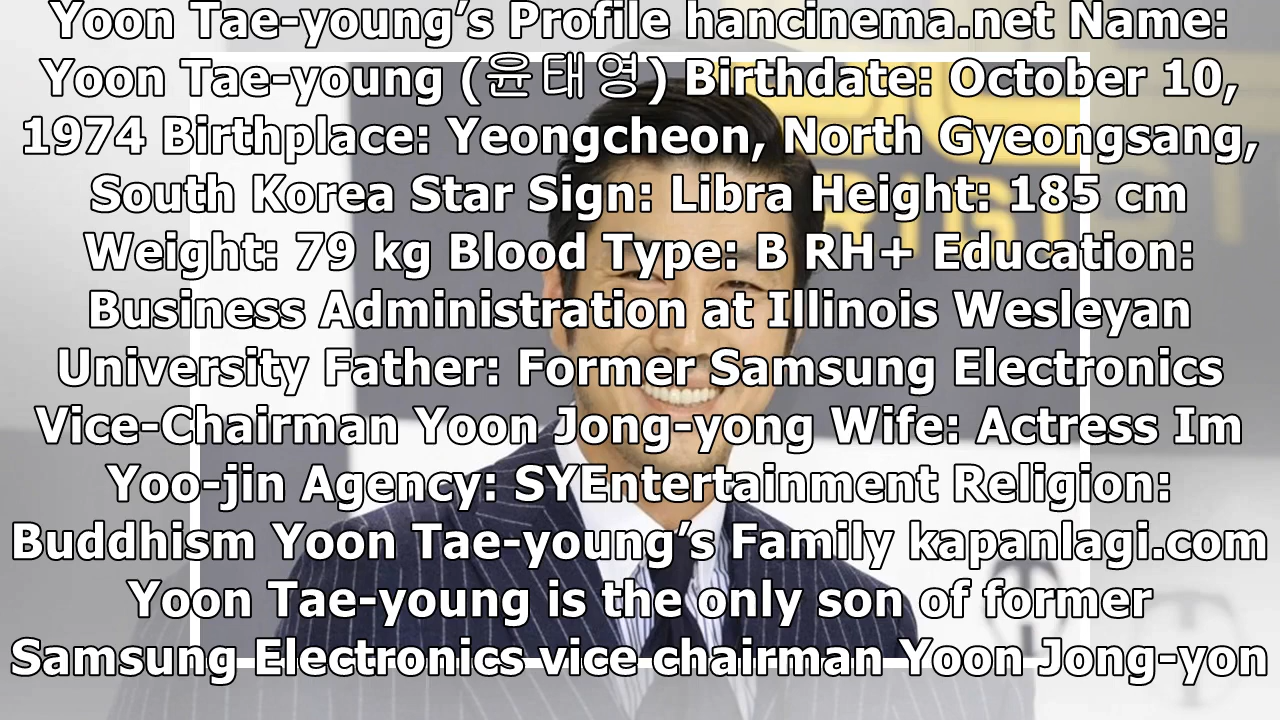 Yoon Tae-young’s Profile hancinema.net Name:
Yoon Tae-young (윤태영) Birthdate: October 10,
1974 Birthplace: Yeongcheon, North Gyeongsang,
South Korea Star Sign: Libra Height: 185 cm
Weight: 79 kg Blood Type: B RH+ Education:
Business Administration at Illinois Wesleyan
University Father: Former Samsung Electronics
Vice-Chairman Yoon Jong-yong Wife: Actress Im
Yoo-jin Agency: SYEntertainment Religion:
Buddhism Yoon Tae-young’s Family kapanlagi.com
Yoon Tae-young is the only son of former
Samsung Electronics vice chairman Yoon Jong-yon